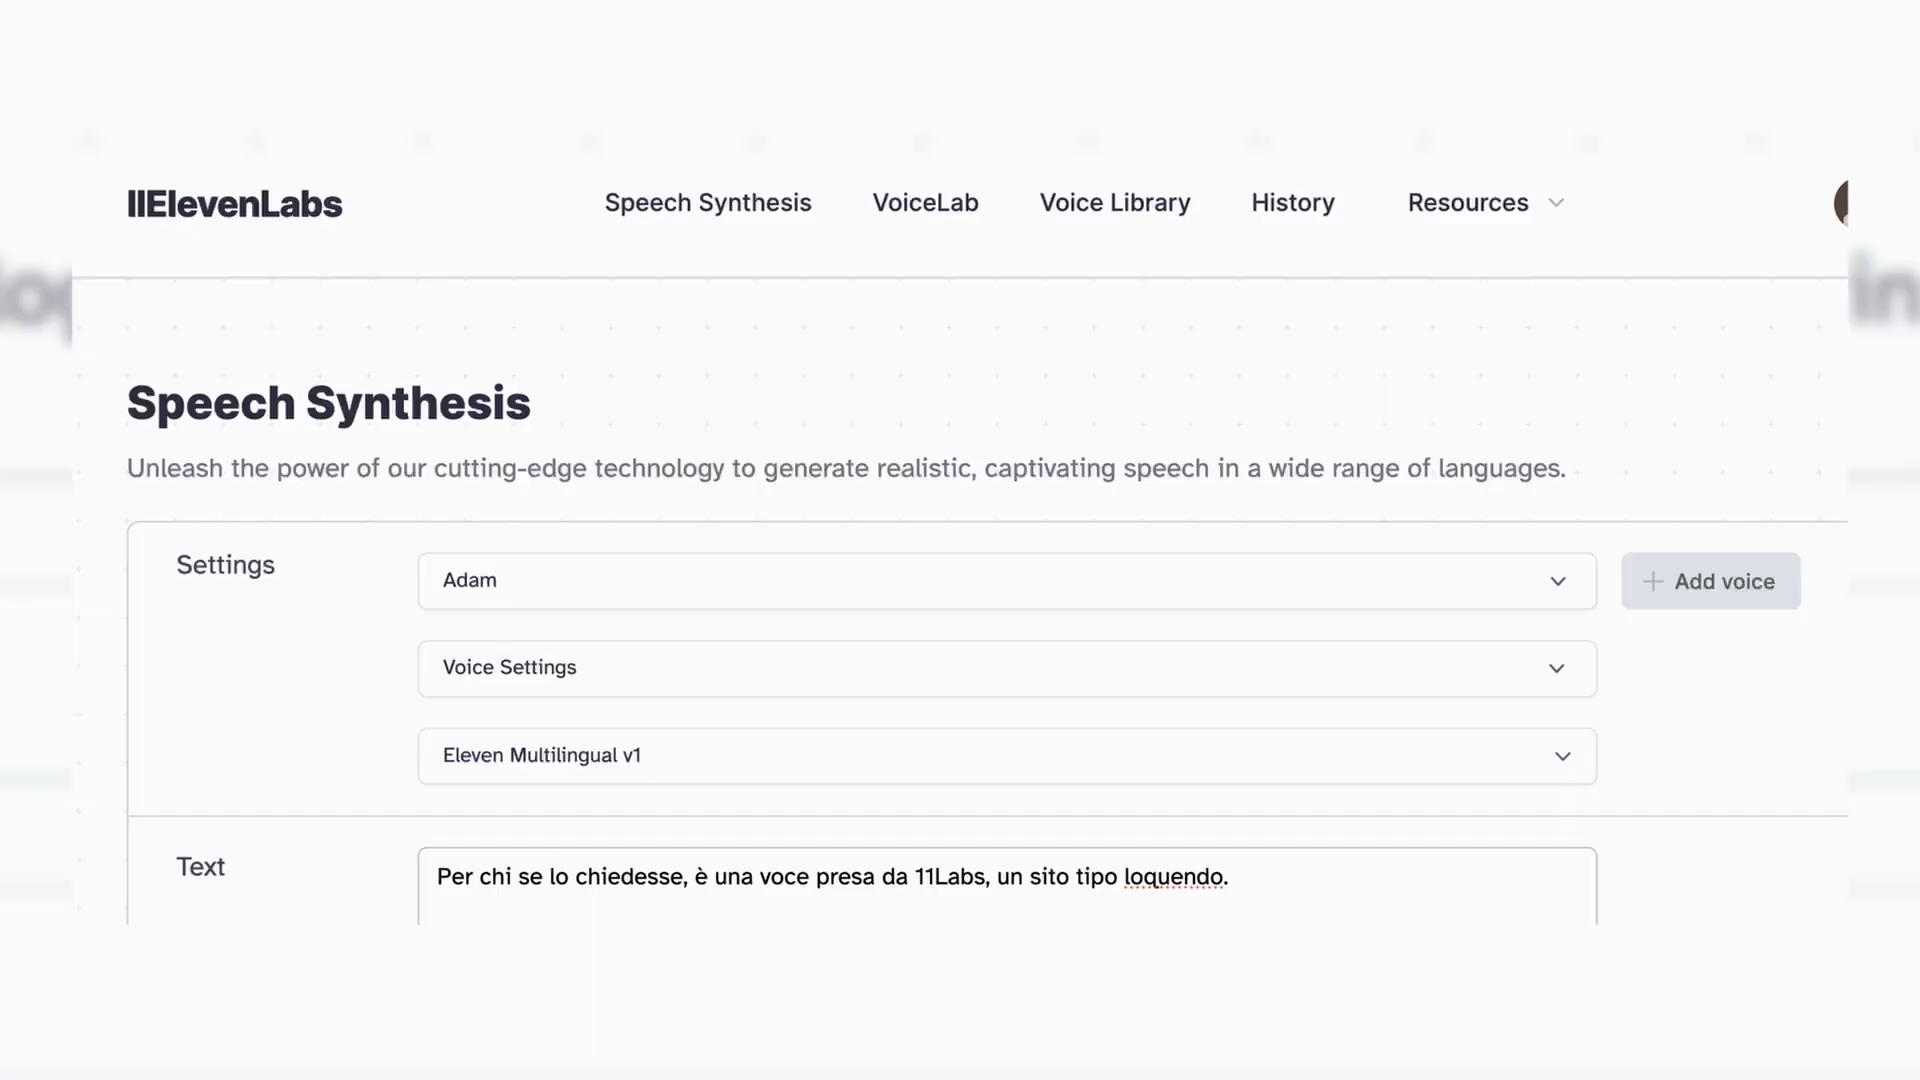 IIElevenLabs
Speech Synthesis
VoiceLab
Voice Library
History
Resources
Speech Synthesis
Unleash the power of our cutting-edge technology to generate realistic, captivating speech in a wide range of languages.
Settings
Adam
+ Add voice
Voice Settings
Eleven Multilingual v1
Text
Per chi se lo chiedesse, è una voce presa da 11Labs, un sito tipo loquendo.